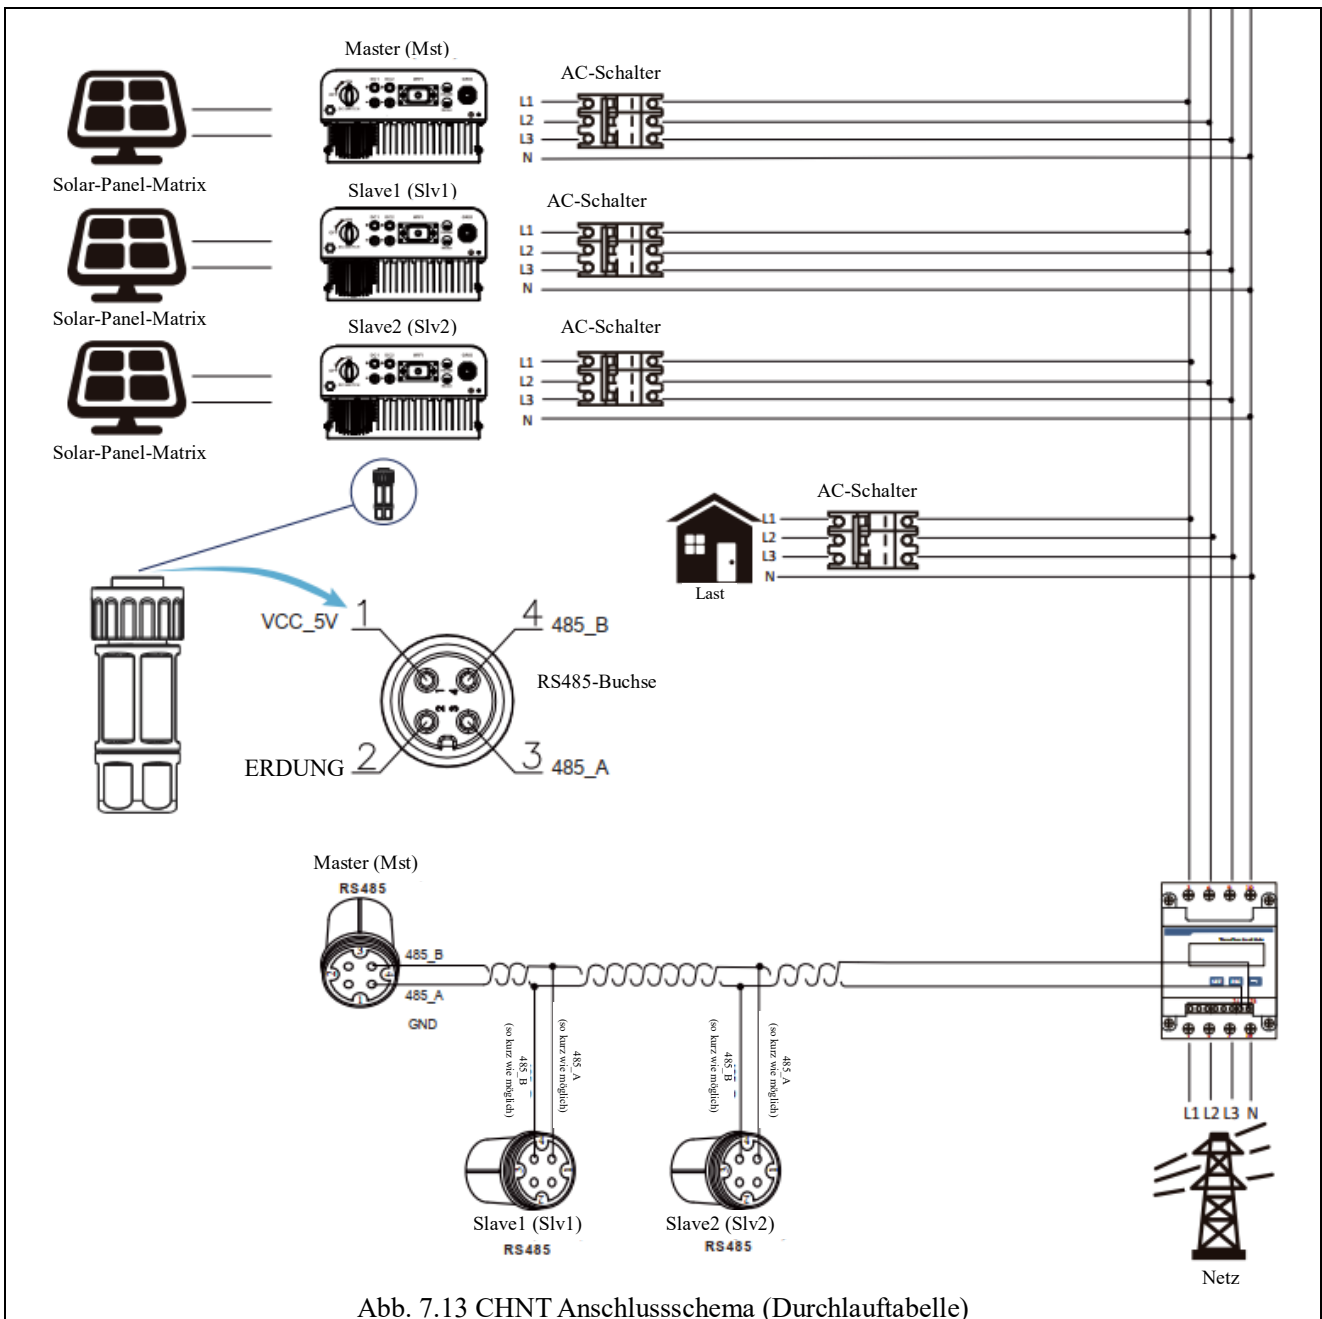 Master (Mst)
AC-Schalter
L1
L2
L3
N
Solar-Panel-Matrix
Slave1 (Slv1)
AC-Schalter
L1
L2
L3
N
Solar-Panel-Matrix
Slave2 (Slv2)
AC-Schalter
L1
L2
L3
N
Solar-Panel-Matrix
AC-Schalter
L1
L2
L3
N
Last
VCC_5V 1
4 485_B
RS485-Buchse
ERDUNG 2
3 485_A
Master (Mst)
RS485
485_B
485_A
GND
485_B
(so kurz wie möglich)
485_A
(so kurz wie möglich)
485_B
(so kurz wie möglich)
485_A
(so kurz wie möglich)
L1 L2 L3 N
Slave1 (Slv1)
RS485
Slave2 (Slv2)
RS485
Netz
Abb. 7.13 CHNT Anschlussschema (Durchlauftabelle)